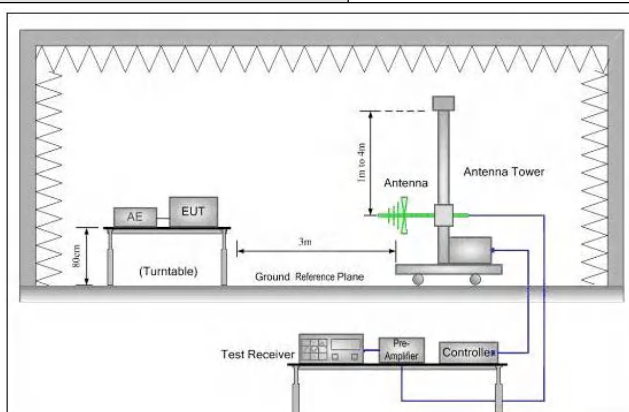 1m to 4m
Antenna
Antenna Tower
AE
EUT
3m
80cm
(Turntable)
Ground Reference Plane
Test Receiver
Pre-
Amplifier
Controller